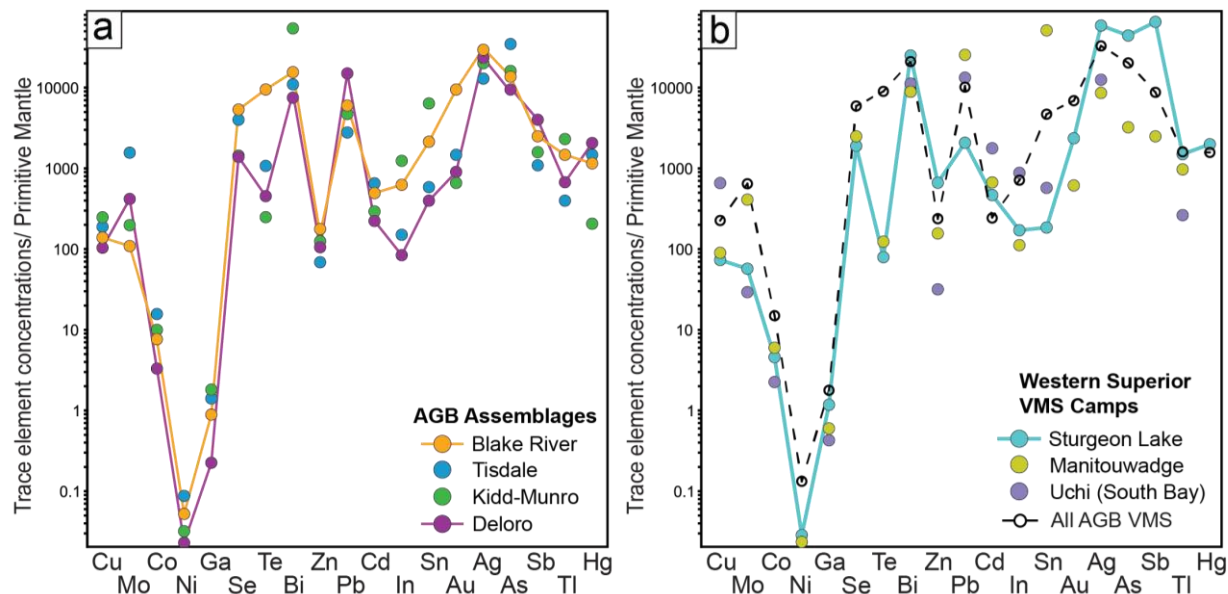 a
Trace element concentrations/ Primitive Mantle
10000
1000
100
10
1
0.1
AGB Assemblages
Blake River
Tisdale
Kidd-Munro
Deloro
Cu Co Ga Te Zn Cd Sn Ag Sb Hg
Mo Ni Se Bi Pb In Au As Tl
b
Trace element concentrations/ Primitive Mantle
10000
1000
100
10
1
0.1
Western Superior
VMS Camps
Sturgeon Lake
Manitouwadge
Uchi (South Bay)
All AGB VMS
Cu Co Ga Te Zn Cd Sn Ag Sb Hg
Mo Ni Se Bi Pb In Au As Tl